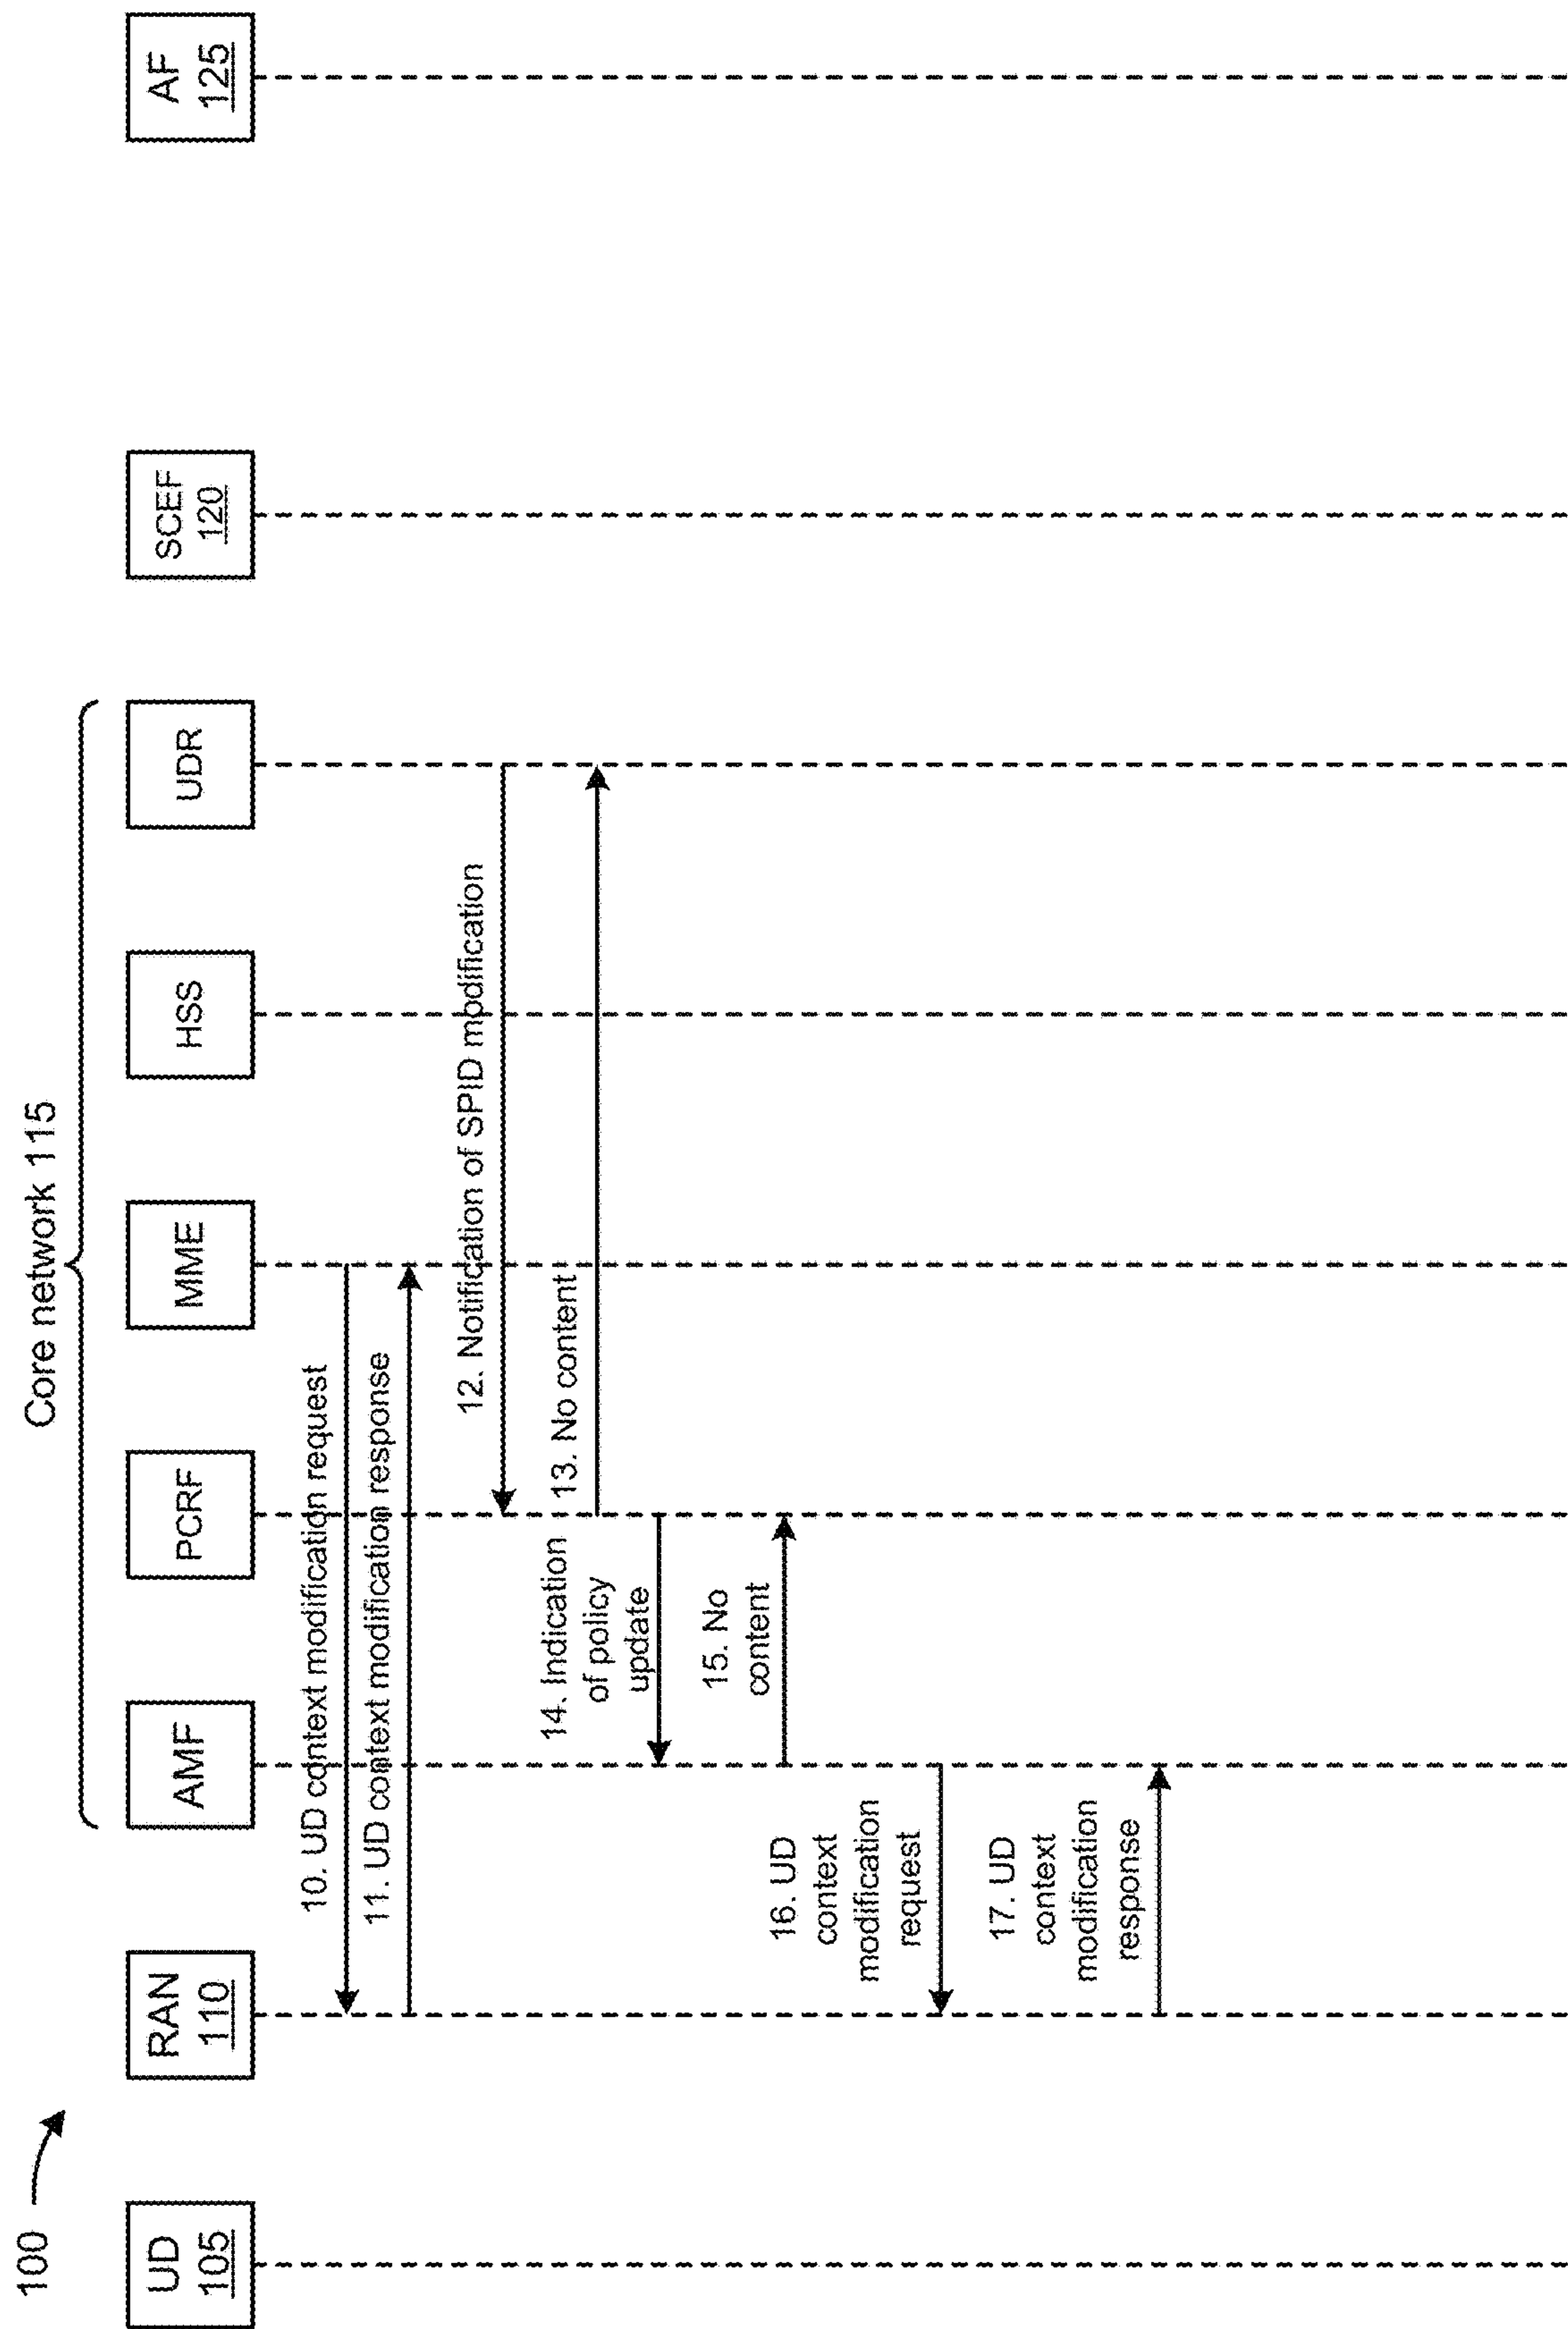 100
Core network 115
UD
105
RAN
110
AMF
PCRF
MME
HSS
UDR
SCEF
120
AF
125
10. UD context modification request
11. UD context modification response
12. Notification of SPID modification
13. No content
14. Indication
of policy
update
15. No
content
16. UD
context
modification
request
17. UD
context
modification
response